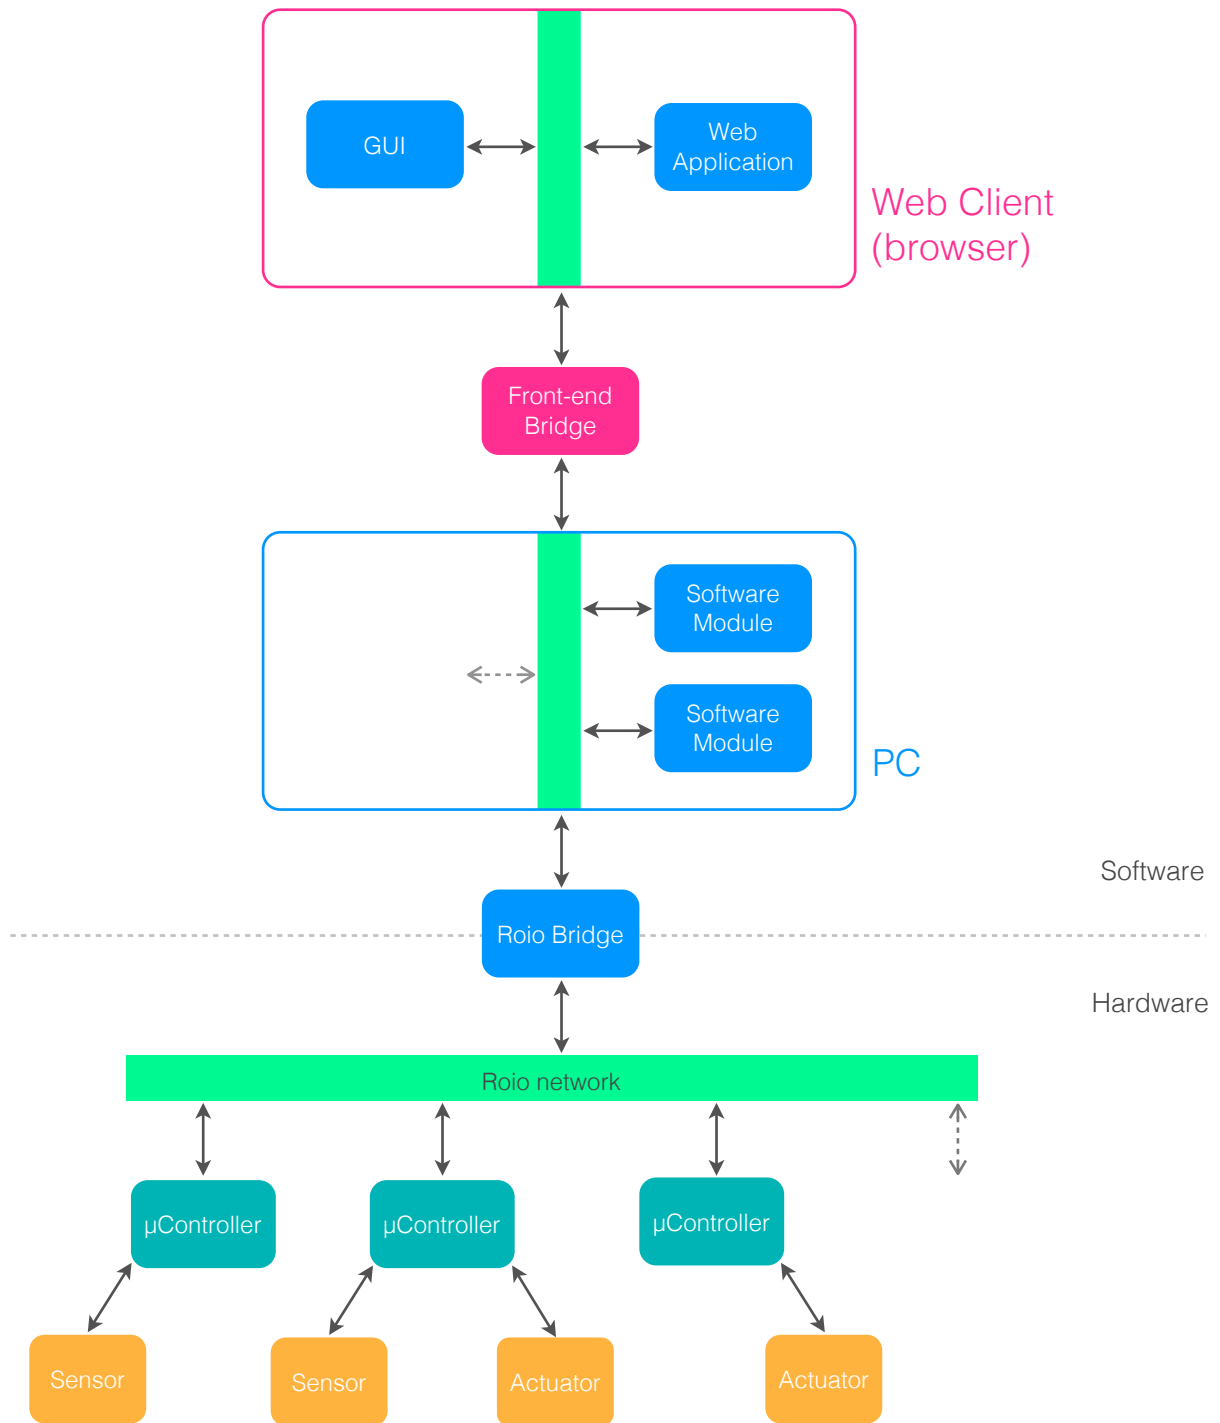 GUI
Web
Application
Web Client
(browser)
Front-end
Bridge
Software
Module
Software
Module
PC
Software
Roio Bridge
Hardware
Roio network
µController
µController
µController
Sensor
Sensor
Actuator
Actuator